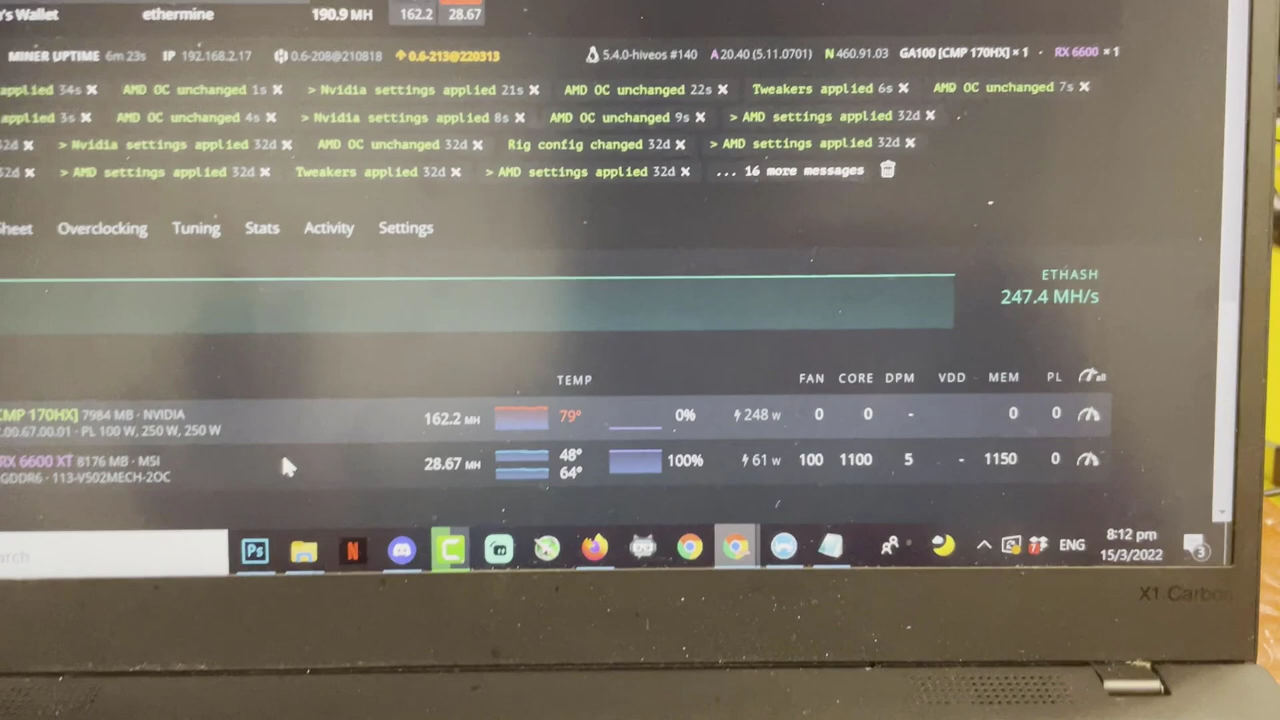 's Wallet ethermine 190.9 MH 162.2 28.67
MINER UPTIME 6m 23s IP 192.168.2.17 0.6-208@210818 0.6-213@220313 5.4.0-hiveos #140 A 20.40 (5.11.0701) N 460.91.03 GA100 [CMP 170HX] × 1 · RX 6600 × 1
applied 34s ✖ AMD OC unchanged 1s ✖ > Nvidia settings applied 21s ✖ AMD OC unchanged 22s ✖ Tweakers applied 6s ✖ AMD OC unchanged 7s ✖
applied 3s ✖ AMD OC unchanged 4s ✖ > Nvidia settings applied 8s ✖ AMD OC unchanged 9s ✖ > AMD settings applied 32d ✖
32d ✖ > Nvidia settings applied 32d ✖ AMD OC unchanged 32d ✖ Rig config changed 32d ✖ > AMD settings applied 32d ✖
32d ✖ > AMD settings applied 32d ✖ Tweakers applied 32d ✖ > AMD settings applied 32d ✖ ... 16 more messages
Sheet Overclocking Tuning Stats Activity Settings
ETHASH
247.4 MH/s
TEMP FAN CORE DPM VDD MEM PL all
CMP 170HX] 7984 MB · NVIDIA 162.2 MH 79° 0% 248 W 0 0 - 0 0
.00.67.00.01 · PL 100 W, 250 W, 250 W
RX 6600 XT 8176 MB · MSI 28.67 MH 48° 100% 61 W 100 1100 5 - 1150 0
GDDR6 · 113-V502MECH-2OC 64°
arch Ps N C 7 ENG 8:12 pm
15/3/2022 3
X1 Carbon